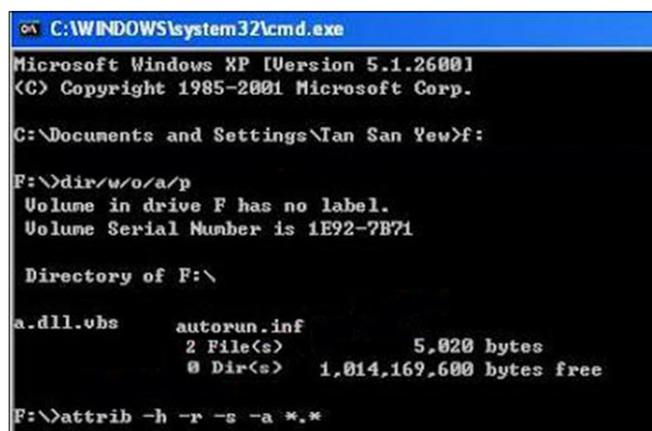 C:\WINDOWS\system32\cmd.exe
Microsoft Windows XP [Version 5.1.2600]
(C) Copyright 1985-2001 Microsoft Corp.
C:\Documents and Settings\Tan San Yew>f:
F:\>dir/w/o/a/p
Volume in drive F has no label.
Volume Serial Number is 1E92-7B71
Directory of F:\
a.dll.vbs autorun.inf
2 File(s) 5,020 bytes
0 Dir(s) 1,014,169,600 bytes free
F:\>attrib -h -r -s -a *.*